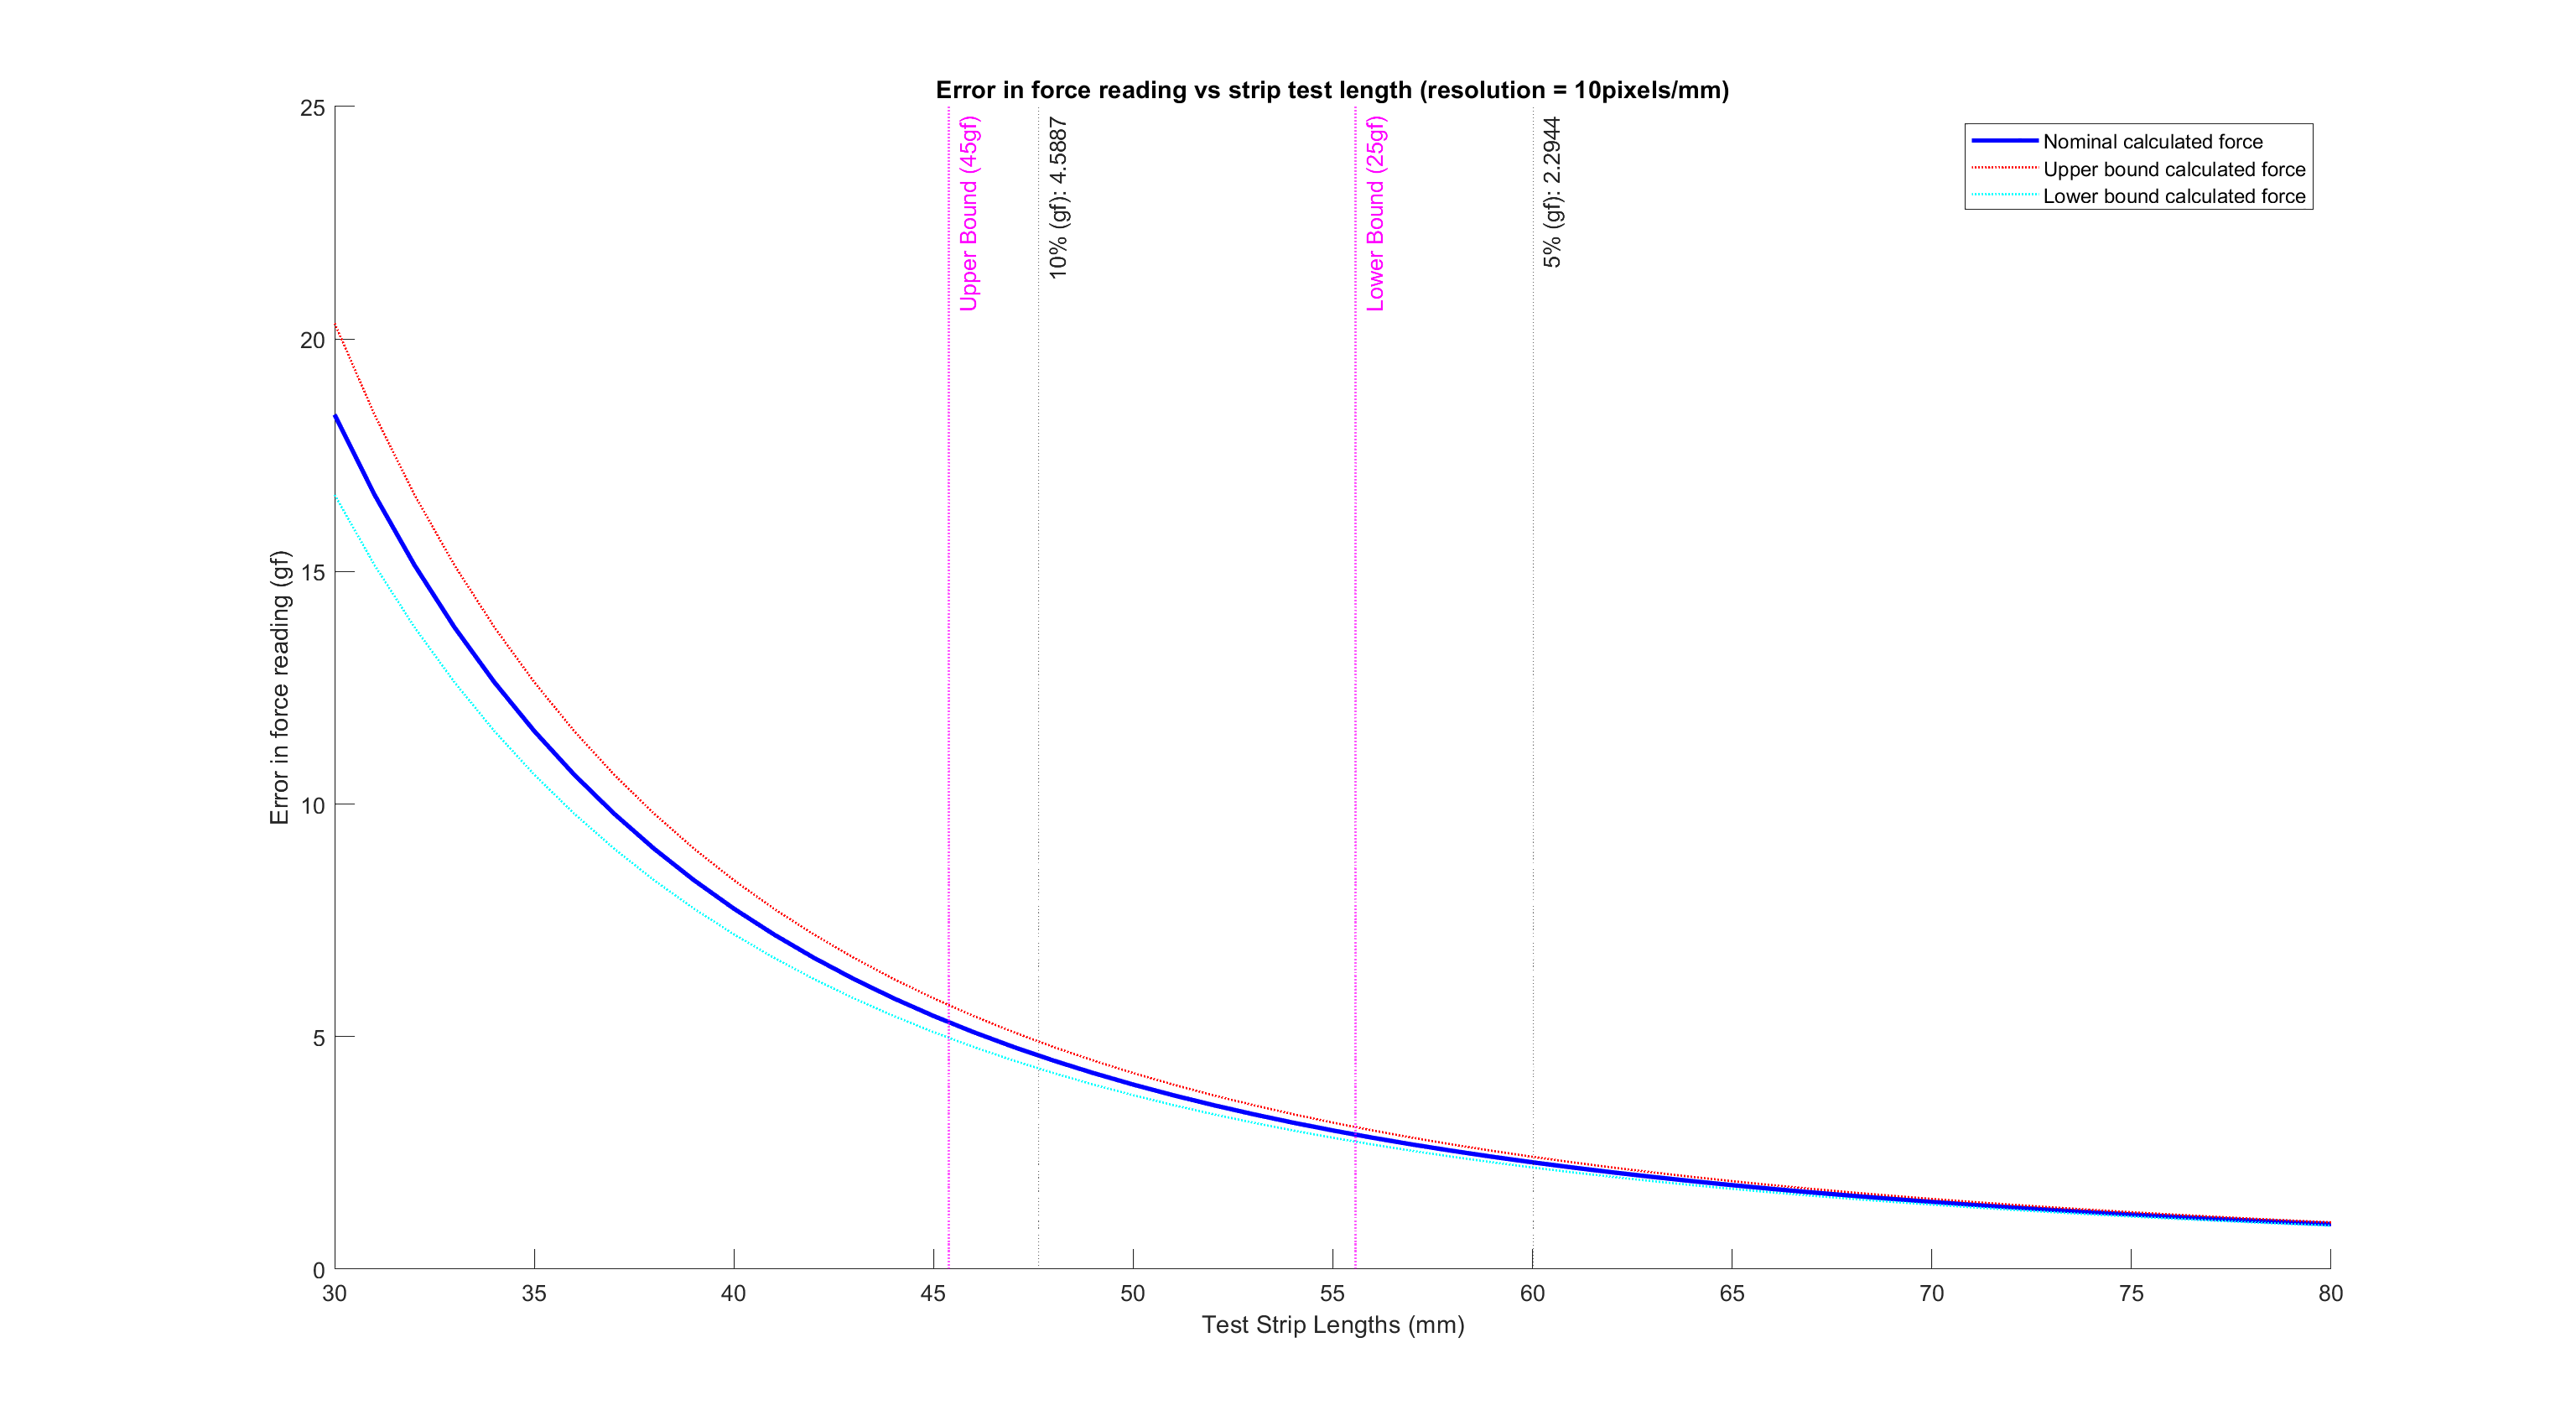 Error in force reading vs strip test length (resolution = 10pixels/mm)
Upper Bound (45gf)
10% (gf): 4.5887
Lower Bound (25gf)
5% (gf): 2.2944
Nominal calculated force
Upper bound calculated force
Lower bound calculated force
Error in force reading (gf)
25
20
15
10
5
0
30 35 40 45 50 55 60 65 70 75 80
Test Strip Lengths (mm)